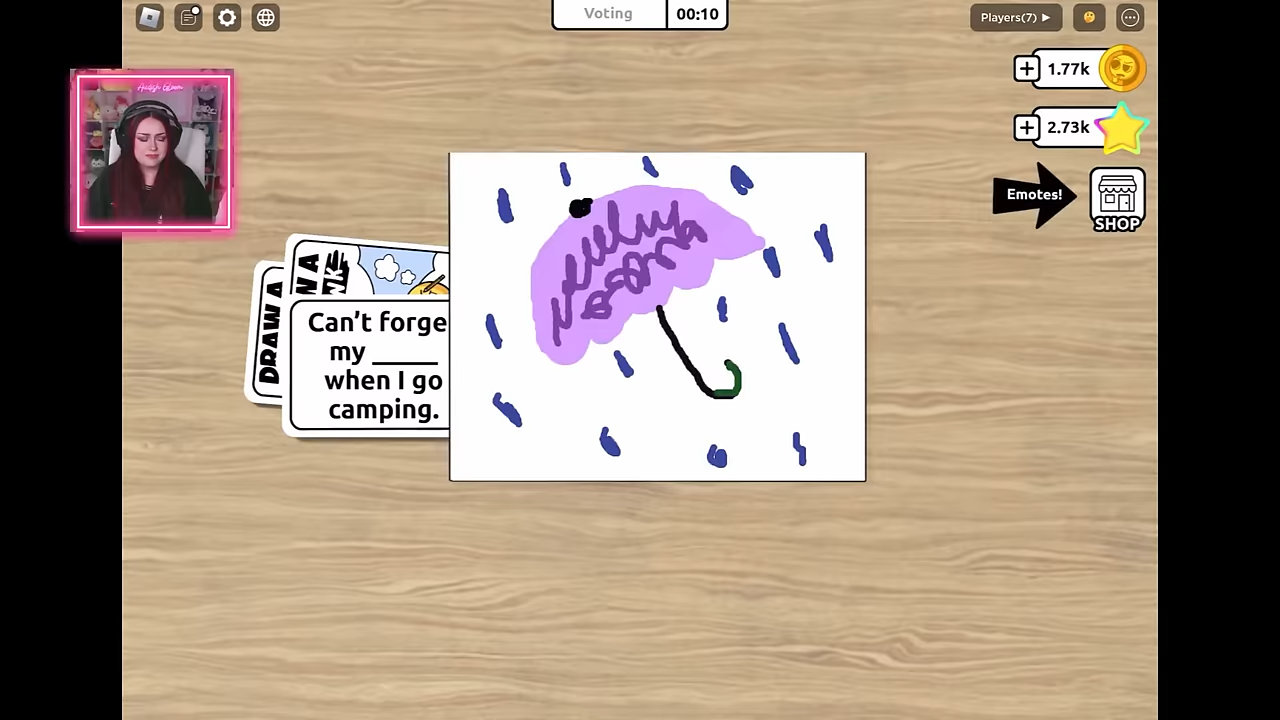 Voting
00:10
Players(7)
1.77k
2.73k
Emotes!
SHOP
DRAW A
Can't forge
my _____
when I go
camping.